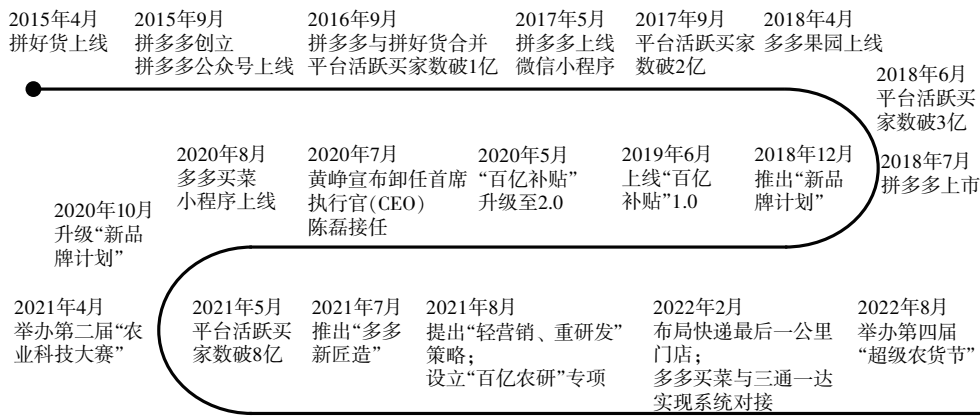 2015年4月
拼好货上线
2015年9月
拼多多创立
拼多多公众号上线
2016年9月
拼多多与拼好货合并
平台活跃买家数破1亿
2017年5月
拼多多上线
微信小程序
2017年9月
平台活跃买家
数破2亿
2018年4月
多多果园上线
2018年6月
平台活跃买
家数破3亿
2018年7月
拼多多上市
2018年12月
推出“新品
牌计划”
2019年6月
上线“百亿
补贴”1.0
2020年5月
“百亿补贴”
升级至2.0
2020年7月
黄峥宣布卸任首席
执行官(CEO)
陈磊接任
2020年8月
多多买菜
小程序上线
2020年10月
升级“新品
牌计划”
2021年4月
举办第二届“农
业科技大赛”
2021年5月
平台活跃买
家数破8亿
2021年7月
推出“多多
新匠造”
2021年8月
提出“轻营销、重研发”
策略；
设立“百亿农研”专项
2022年2月
布局快递最后一公里
门店；
多多买菜与三通一达
实现系统对接
2022年8月
举办第四届
“超级农货节”